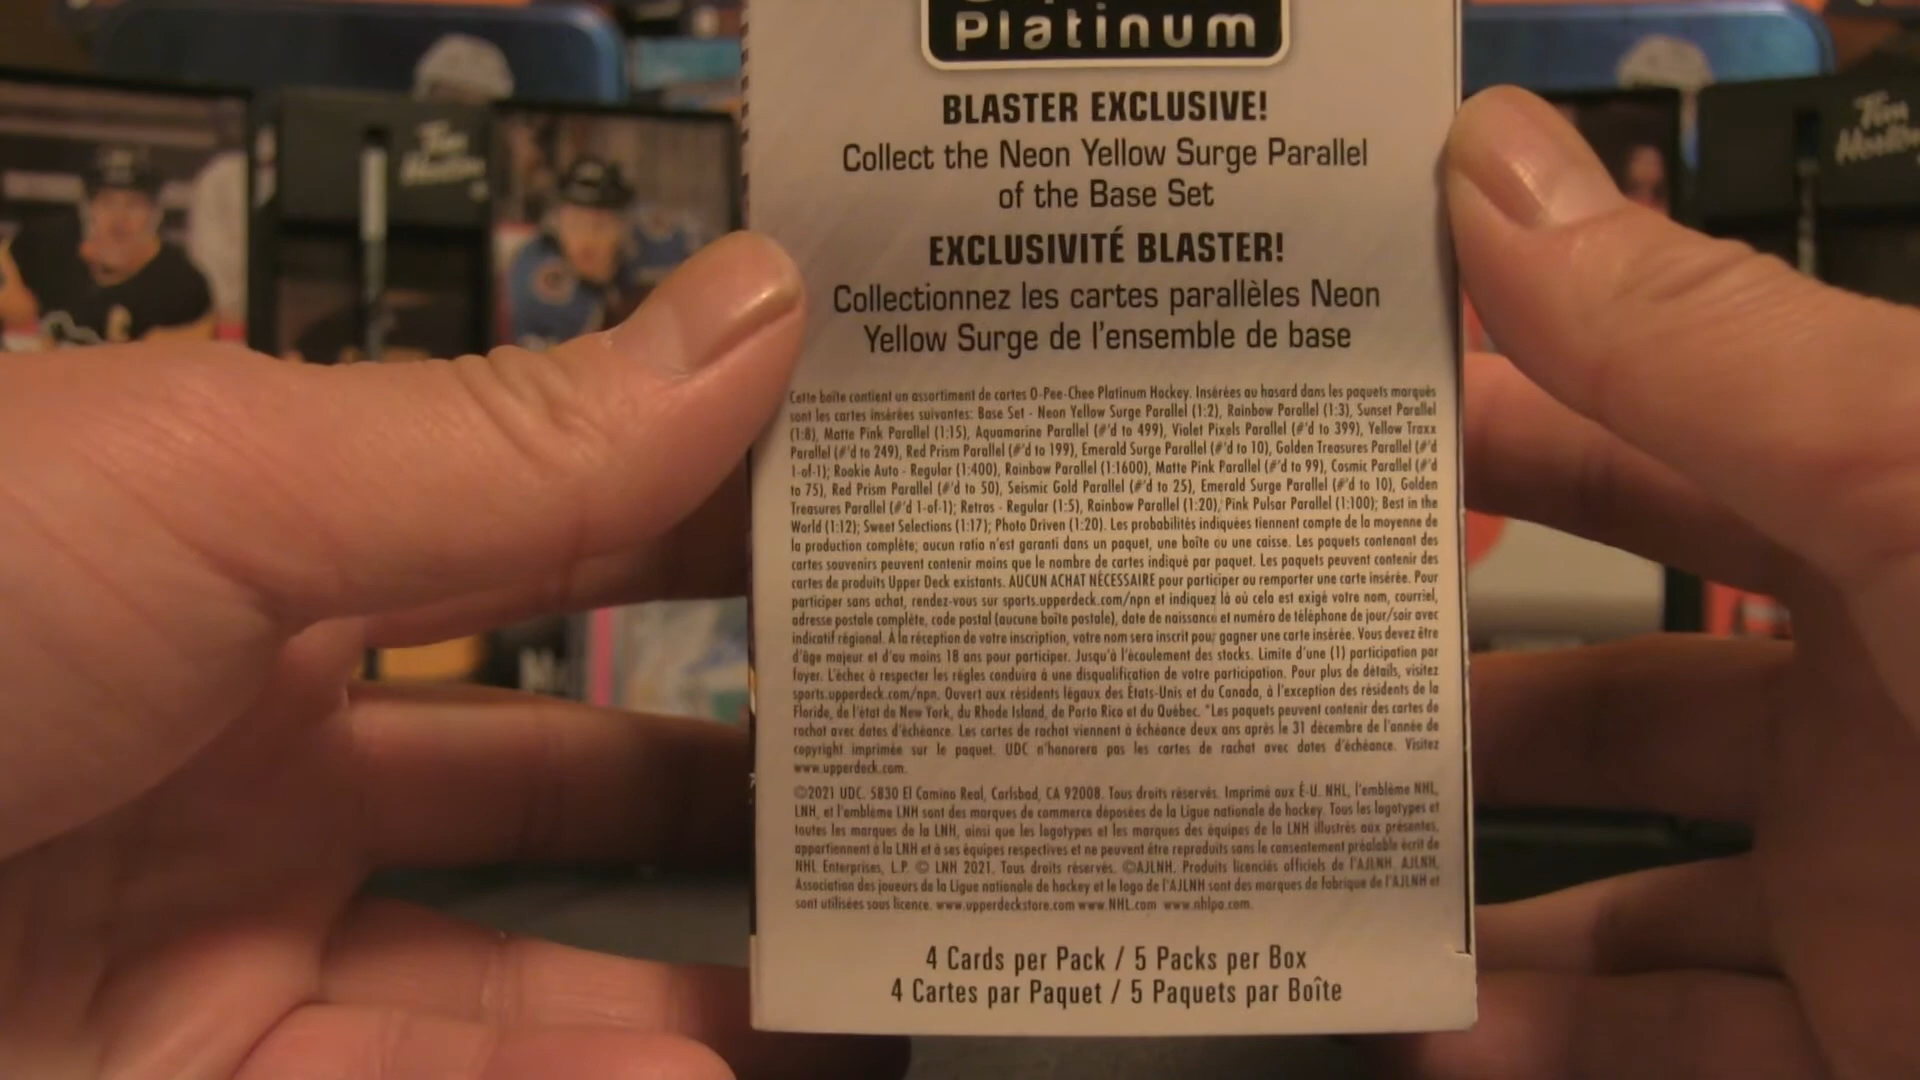 Platinum
BLASTER EXCLUSIVE!
Collect the Neon Yellow Surge Parallel
of the Base Set
EXCLUSIVITÉ BLASTER!
Collectionnez les cartes parallèles Neon
Yellow Surge de l'ensemble de base
Cette boîte contient un assortiment de cartes O-Pee-Chee Platinum Hockey. Insérées au hasard dans les paquets marqués
sont les cartes insérées suivantes: Base Set - Neon Yellow Surge Parallel (1:2), Rainbow Parallel (1:3), Sunset Parallel
(1:8), Matte Pink Parallel (1:15), Aquamarine Parallel (#'d to 499), Violet Pixels Parallel (#'d to 399), Yellow Traxx
Parallel (#'d to 249), Red Prism Parallel (#'d to 199), Emerald Surge Parallel (#'d to 10), Golden Treasures Parallel (#'d
1-of-1); Rookie Auto - Regular (1:400), Rainbow Parallel (1:1600), Matte Pink Parallel (#'d to 99), Cosmic Parallel (#'d
to 75), Red Prism Parallel (#'d to 50), Seismic Gold Parallel (#'d to 25), Emerald Surge Parallel (#'d to 10), Golden
Treasures Parallel (#'d 1-of-1); Retros - Regular (1:5), Rainbow Parallel (1:20), Pink Pulsar Parallel (1:100); Best in the
World (1:12); Sweet Selections (1:17); Photo Driven (1:20). Les probabilités indiquées tiennent compte de la moyenne de
la production complète; aucun ratio n'est garanti dans un paquet, une boîte ou une caisse. Les paquets contenant des
cartes souvenirs peuvent contenir moins que le nombre de cartes indiqué par paquet. Les paquets peuvent contenir des
cartes de produits Upper Deck existants. AUCUN ACHAT NÉCESSAIRE pour participer ou remporter une carte insérée. Pour
participer sans achat, rendez-vous sur sports.upperdeck.com/npn et indiquez là où cela est exigé votre nom, courriel,
adresse postale complète, code postal (aucune boîte postale), date de naissance et numéro de téléphone de jour/soir avec
indicatif régional. À la réception de votre inscription, votre nom sera inscrit pour gagner une carte insérée. Vous devez être
d'âge majeur et d'au moins 18 ans pour participer. Jusqu'à l'écoulement des stocks. Limite d'une (1) participation par
foyer. L'échec à respecter les règles conduira à une disqualification de votre participation. Pour plus de détails, visitez
sports.upperdeck.com/npn. Ouvert aux résidents légaux des États-Unis et du Canada, à l'exception des résidents de la
Floride, de l'état de New York, du Rhode Island, de Porto Rico et du Québec. *Les paquets peuvent contenir des cartes de
rachat avec dates d'échéance. Les cartes de rachat viennent à échéance deux ans après le 31 décembre de l'année de
copyright imprimée sur le paquet. UDC n'honorera pas les cartes de rachat avec dates d'échéance. Visitez
www.upperdeck.com.
©2021 UDC. 5830 El Camino Real, Carlsbad, CA 92008. Tous droits réservés. Imprimé aux É-U. NHL, l'emblème NHL,
LNH, et l'emblème LNH sont des marques de commerce déposées de la Ligue nationale de hockey. Tous les logotypes et
toutes les marques de la LNH, ainsi que les logotypes et les marques des équipes de la LNH illustrés aux présentes,
appartiennent à la LNH et à ses équipes respectives et ne peuvent être reproduits sans le consentement préalable écrit de
NHL Enterprises, L.P. © LNH 2021. Tous droits réservés. ©AJLNH. Produits licenciés officiels de l'AJLNH. AJLNH,
Association des joueurs de la Ligue nationale de hockey et le logo de l'AJLNH sont des marques de fabrique de l'AJLNH et
sont utilisées sous licence. www.upperdeckstore.com www.NHL.com www.nhlpa.com.
4 Cards per Pack / 5 Packs per Box
4 Cartes par Paquet / 5 Paquets par Boîte
Tim
Hortons
Tim
Hortons